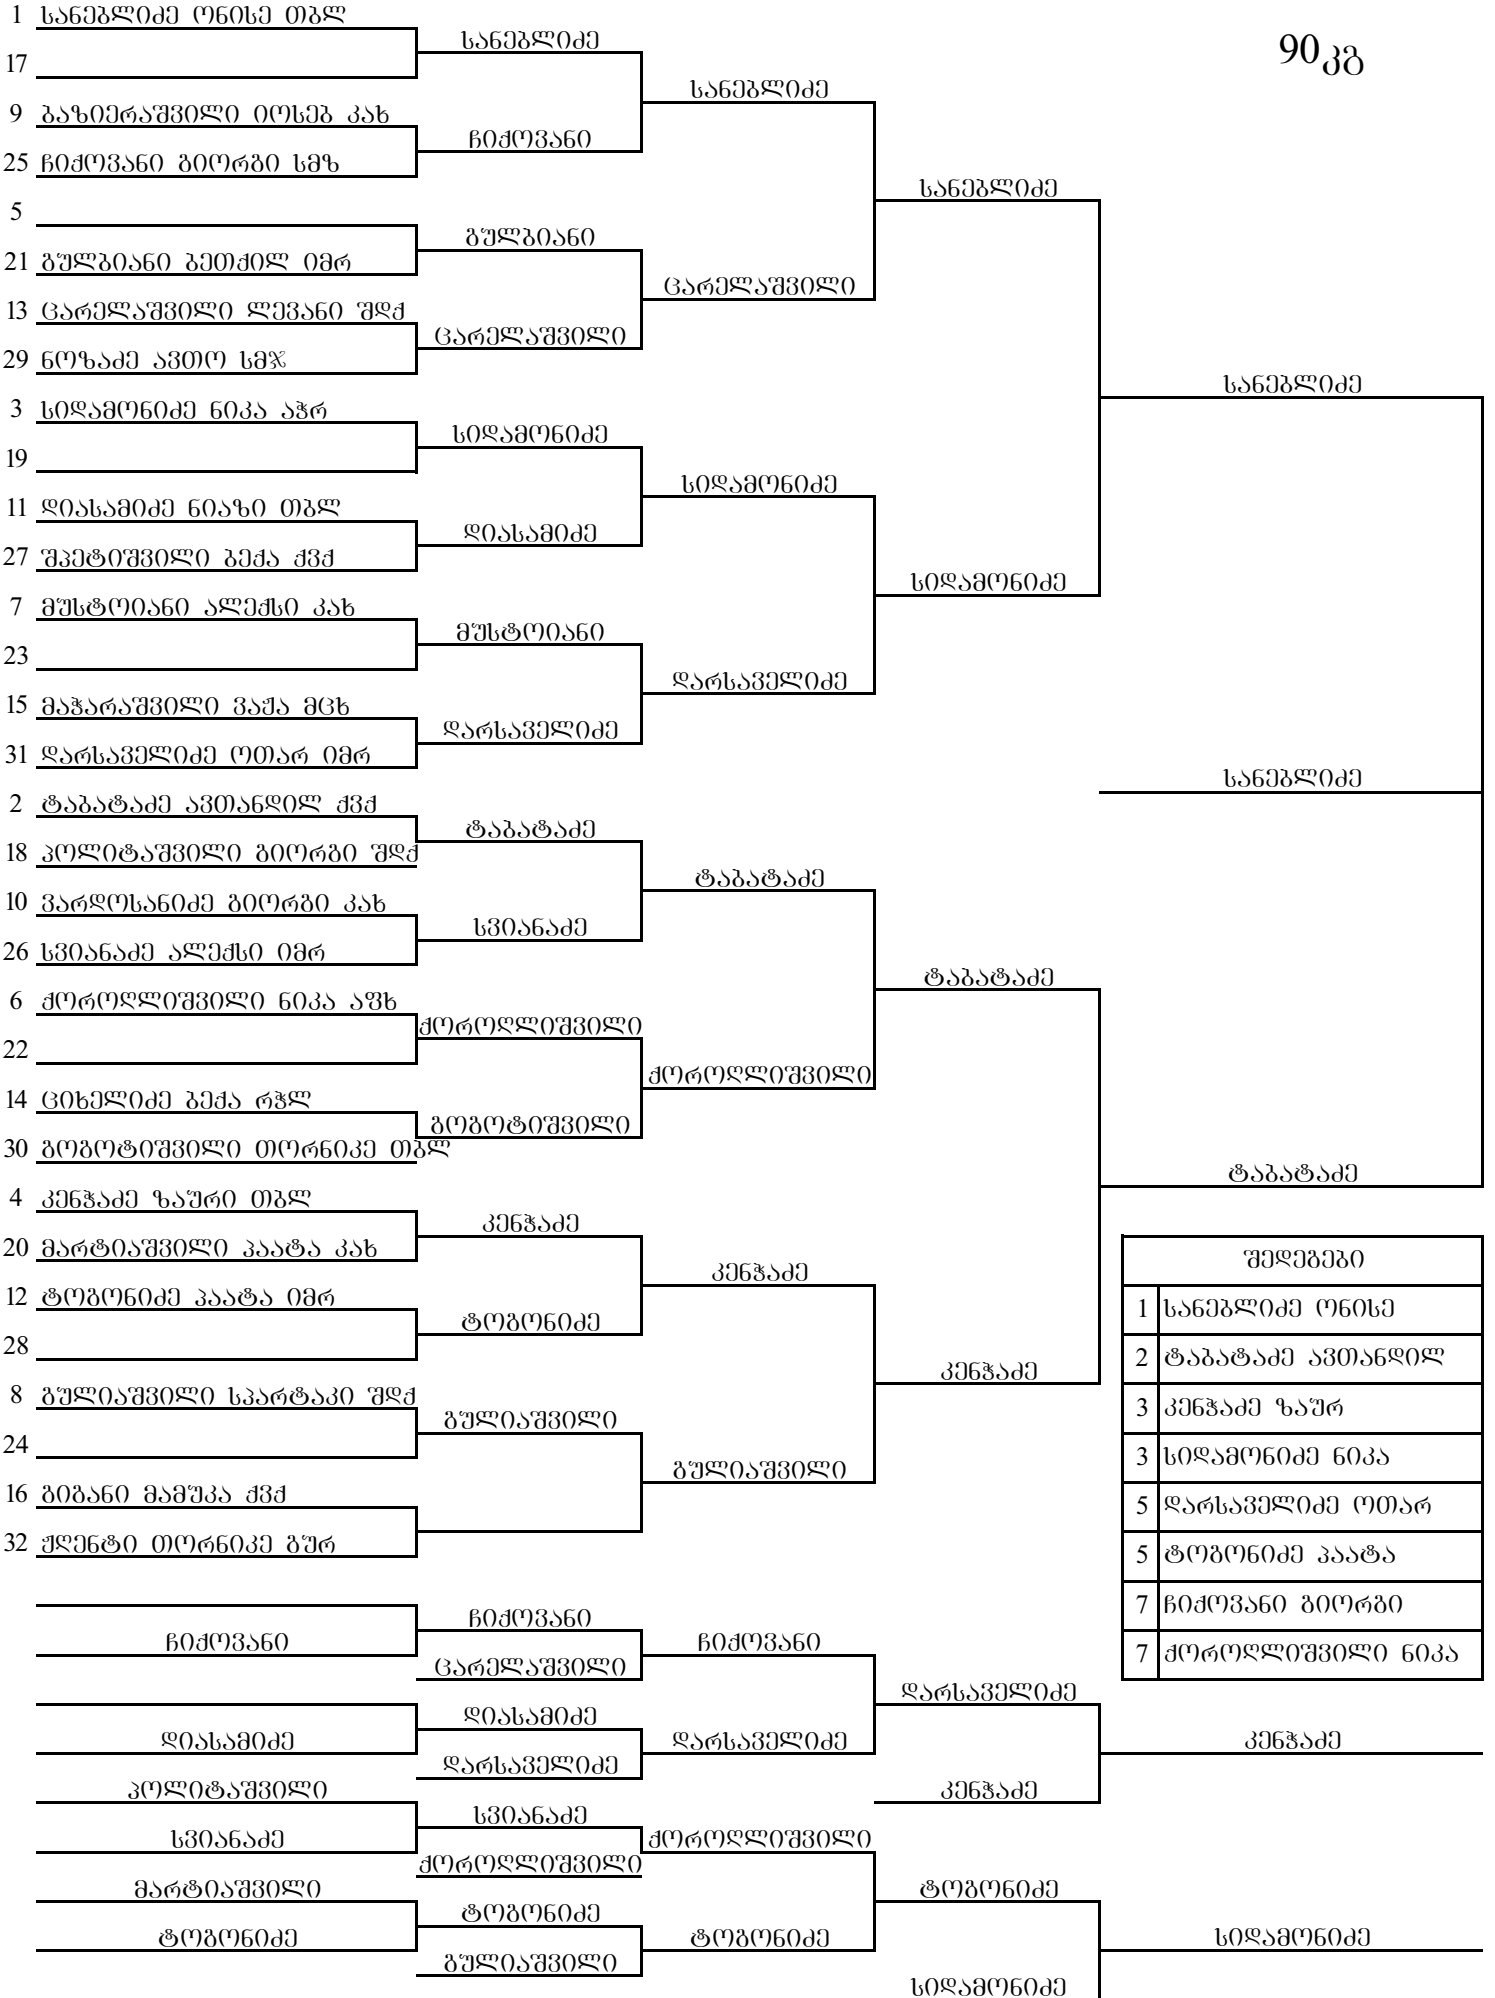 90კგ
1 სანებლიძე ონისე თბლ
17
9 ბაზიერაშვილი იოსებ კახ
25 ჩიქოვანი გიორგი სმზ
5
21 გულბიანი ბეთქილ იმრ
13 ცარელაშვილი ლევანი შდქ
29 ნოზაძე ავთო სმჯ
3 სიდამონიძე ნიკა აჭრ
19
11 დიასამიძე ნიაზი თბლ
27 შპეტიშვილი ბექა ქვქ
7 მუსტოიანი ალექსი კახ
23
15 მაჭარაშვილი ვაჟა მცხ
31 დარსაველიძე ოთარ იმრ
2 ტაბატაძე ავთანდილ ქვქ
18 პოლიტაშვილი გიორგი შდქ
10 ვარდოსანიძე გიორგი კახ
26 სვიანაძე ალექსი იმრ
6 ქოროღლიშვილი ნიკა აფხ
22
14 ციხელიძე ბექა რჭლ
30 გოგოტიშვილი თორნიკე თბლ
4 კენჭაძე ზაური თბლ
20 მარტიაშვილი პაატა კახ
12 ტოგონიძე პაატა იმრ
28
8 გულიაშვილი სპარტაკი შდქ
24
16 გიგანი მამუკა ქვქ
32 ჟღენტი თორნიკე გურ
სანებლიძე
ჩიქოვანი
გულბიანი
ცარელაშვილი
სიდამონიძე
დიასამიძე
მუსტოიანი
დარსაველიძე
ტაბატაძე
სვიანაძე
ქოროღლიშვილი
გოგოტიშვილი
კენჭაძე
ტოგონიძე
გულიაშვილი
სანებლიძე
ცარელაშვილი
სიდამონიძე
დარსაველიძე
ტაბატაძე
ქოროღლიშვილი
კენჭაძე
გულიაშვილი
სანებლიძე
სიდამონიძე
ტაბატაძე
კენჭაძე
სანებლიძე
სანებლიძე
ტაბატაძე
შედეგები
1 სანებლიძე ონისე
2 ტაბატაძე ავთანდილ
3 კენჭაძე ზაურ
3 სიდამონიძე ნიკა
5 დარსაველიძე ოთარ
5 ტოგონიძე პაატა
7 ჩიქოვანი გიორგი
7 ქოროღლიშვილი ნიკა
ჩიქოვანი
დიასამიძე
პოლიტაშვილი
სვიანაძე
მარტიაშვილი
ტოგონიძე
ჩიქოვანი
ცარელაშვილი
დიასამიძე
დარსაველიძე
სვიანაძე
ქოროღლიშვილი
ტოგონიძე
გულიაშვილი
ჩიქოვანი
დარსაველიძე
ქოროღლიშვილი
ტოგონიძე
დარსაველიძე
კენჭაძე
ტოგონიძე
სიდამონიძე
კენჭაძე
სიდამონიძე